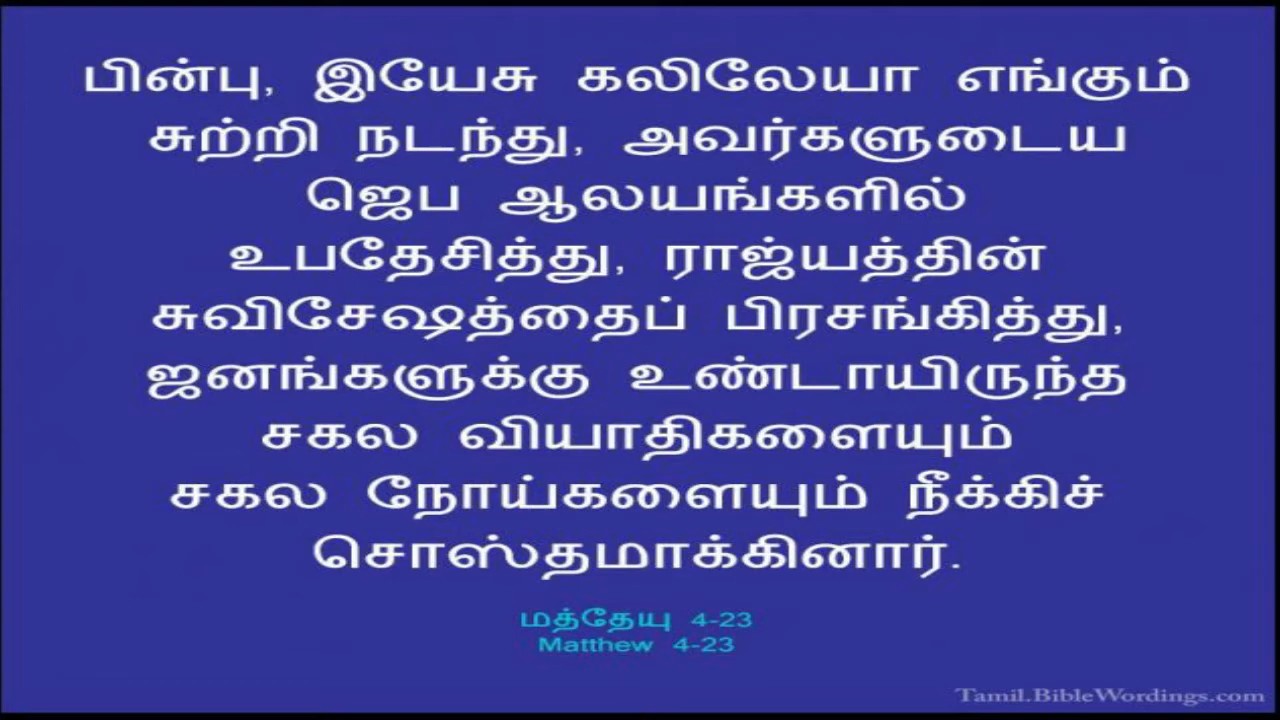 பின்பு, இயேசு கலிலேயா எங்கும்
சுற்றி நடந்து, அவர்களுடைய
ஜெப ஆலயங்களில்
உபதேசித்து, ராஜ்யத்தின்
சுவிசேஷத்தைப் பிரசங்கித்து,
ஜனங்களுக்கு உண்டாயிருந்த
சகல வியாதிகளையும்
சகல நோய்களையும் நீக்கிச்
சொஸ்தமாக்கினார்.
மத்தேயு 4-23
Matthew 4-23
Tamil.BibleWordings.com